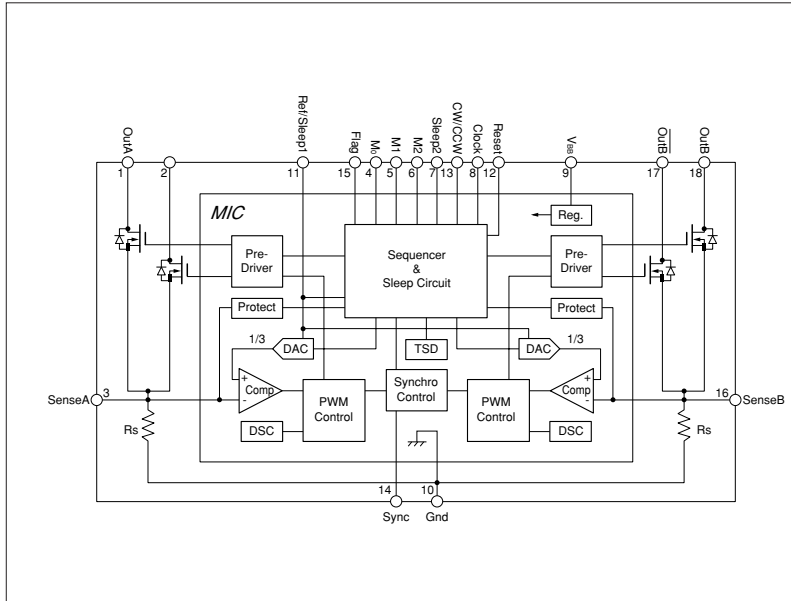 OutA
Ref/Sleep1
Flag
M0
M1
M2
Sleep2
CW/CCW
Clock
Reset
VBB
OutB
OutB
1
2
11
15
4
5
6
7
13
8
12
9
17
18
MIC
Reg.
Pre-
Driver
Sequencer
&
Sleep Circuit
Pre-
Driver
Protect
Protect
1/3
DAC
TSD
DAC
1/3
+
Comp
-
PWM
Control
Synchro
Control
PWM
Control
+
Comp
-
SenseA
3
16
SenseB
Rs
DSC
DSC
Rs
14
10
Sync
Gnd